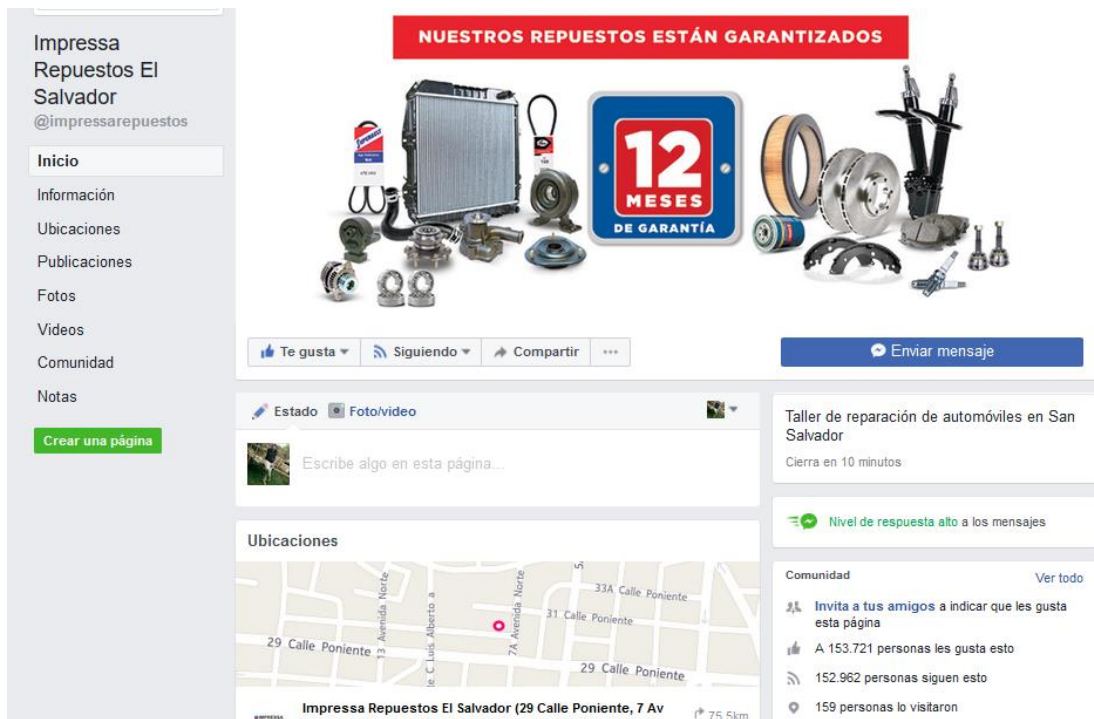 Impressa
Repuestos El
Salvador
@impressarepuestos
Inicio
Información
Ubicaciones
Publicaciones
Fotos
Videos
Comunidad
Notas
Crear una página
NUESTROS REPUESTOS ESTÁN GARANTIZADOS
12
MESES
DE GARANTÍA
Te gusta
Siguiendo
Compartir
Enviar mensaje
Estado
Foto/video
Escribe algo en esta página...
Ubicaciones
13 Avenida Norte
C Luis Alberto a
7A Avenida Norte
33A Calle Poniente
31 Calle Poniente
29 Calle Poniente
29 Calle Poniente
Impressa Repuestos El Salvador (29 Calle Poniente, 7 Av
75.5km
Taller de reparación de automóviles en San
Salvador
Cierra en 10 minutos
Nivel de respuesta alto a los mensajes
Comunidad
Ver todo
Invita a tus amigos a indicar que les gusta
esta página
A 153.721 personas les gusta esto
152.962 personas siguen esto
159 personas lo visitaron